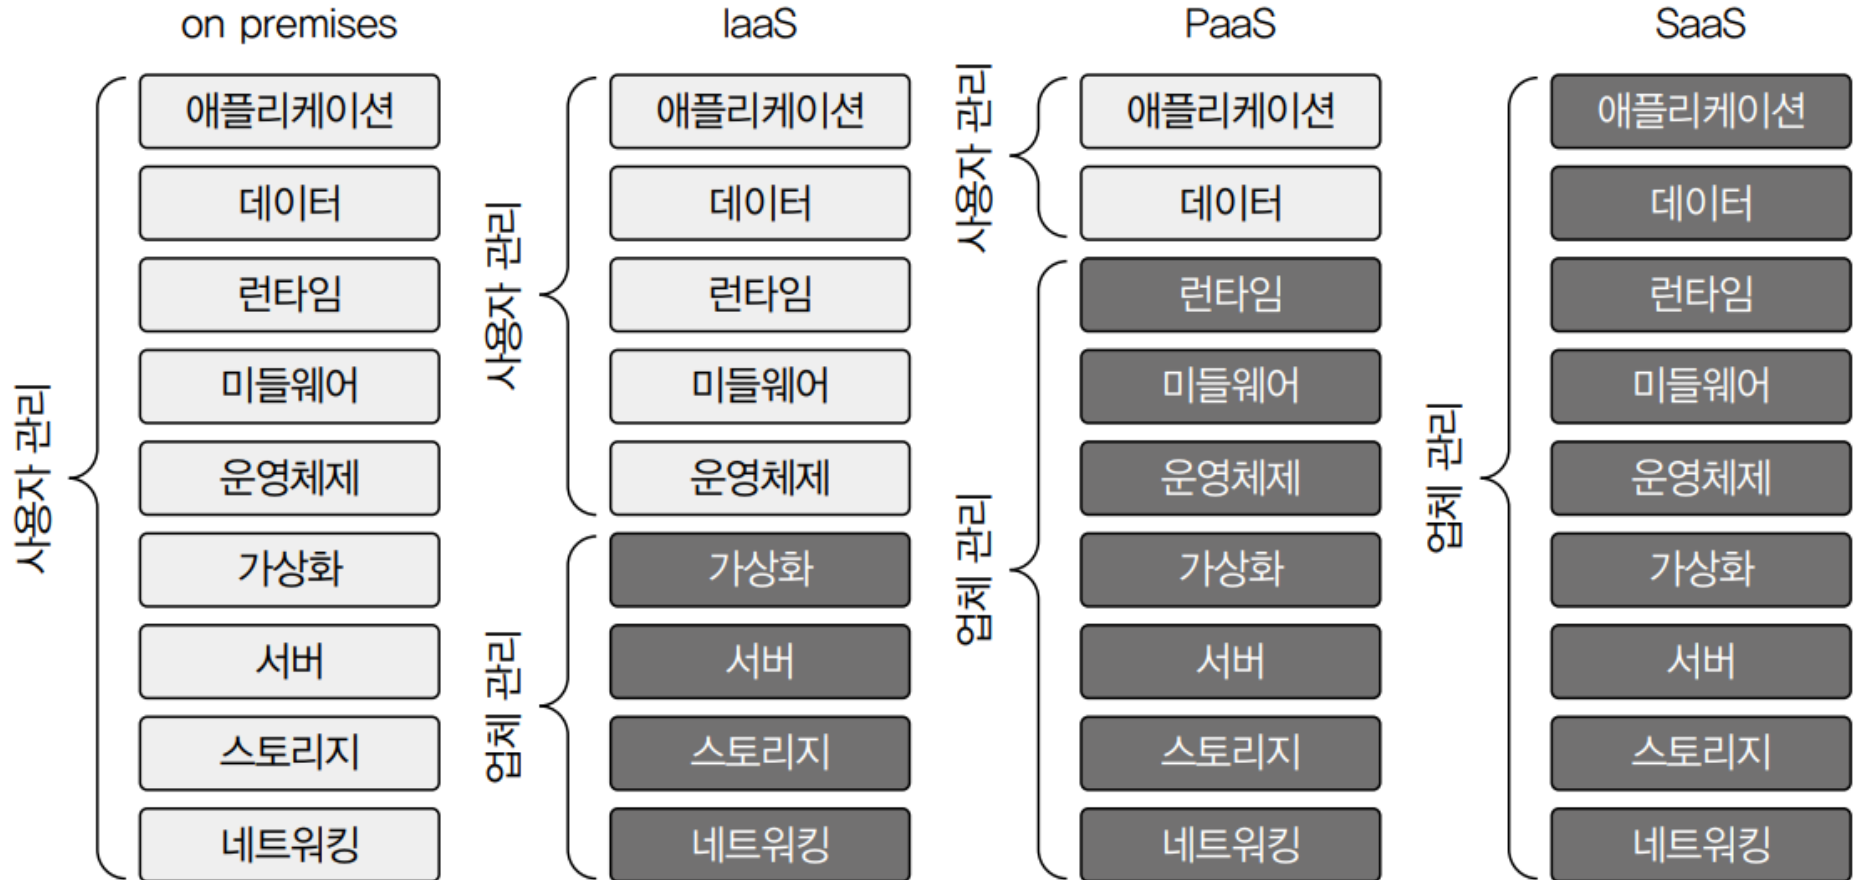 on premises
IaaS
PaaS
SaaS
사용자 관리
애플리케이션
데이터
런타임
미들웨어
운영체제
가상화
서버
스토리지
네트워킹
사용자 관리
업체 관리
애플리케이션
데이터
런타임
미들웨어
운영체제
가상화
서버
스토리지
네트워킹
사용자 관리
업체 관리
애플리케이션
데이터
런타임
미들웨어
운영체제
가상화
서버
스토리지
네트워킹
업체 관리
애플리케이션
데이터
런타임
미들웨어
운영체제
가상화
서버
스토리지
네트워킹